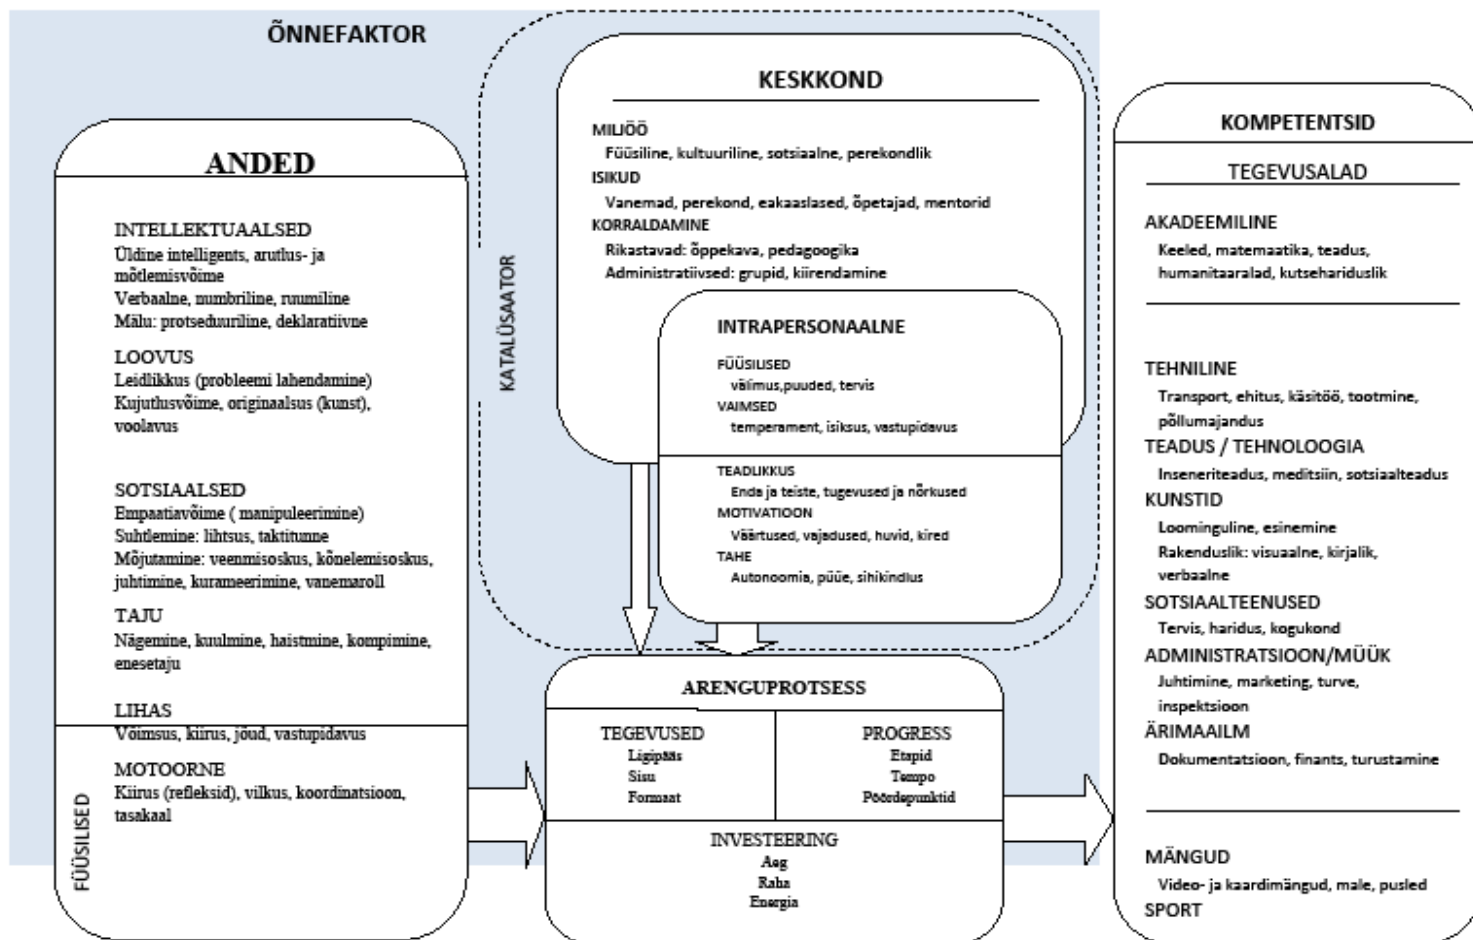 ÕNNEFAKTOR
ANDED
INTELLEKTUAALSED
Üldine intelligents, arutlus- ja
mõtlemisvõime
Verbaalne, numbriline, ruumiline
Mälu: protseduuriline, deklaratiivne
LOOVUS
Leidlikkus (probleemi lahendamine)
Kujutlusvõime, originaalsus (kunst),
voolavus
SOTSIAALSED
Empaatiavõime ( manipuleerimine)
Suhtlemine: lihtsus, taktitunne
Mõjutamine: veenmisoskus, kõnelemisoskus,
juhtimine, kurameerimine, vanemaroll
TAJU
Nägemine, kuulmine, haistmine, kompimine,
enesetaju
LIHAS
Võimsus, kiirus, jõud, vastupidavus
MOTOORNE
Kiirus (refleksid), vilkus, koordinatsioon,
tasakaal
FÜÜSILISED
KATALÜSAATOR
KESKKOND
MILJÖÖ
Füüsiline, kultuuriline, sotsiaalne, perekondlik
ISIKUD
Vanemad, perekond, eakaaslased, õpetajad, mentorid
KORRALDAMINE
Rikastavad: õppekava, pedagoogika
Administratiivsed: grupid, kiirendamine
INTRAPERSONAALNE
FÜÜSILISED
välimus,puuded, tervis
VAIMSED
temperament, isiksus, vastupidavus
TEADLIKKUS
Enda ja teiste, tugevused ja nõrkused
MOTIVATIOON
Väärtused, vajadused, huvid, kired
TAHE
Autonoomia, püüe, sihikindlus
ARENGUPROTSESS
TEGEVUSED
Ligipääs
Sisu
Formaat
PROGRESS
Etapid
Tempo
Pöördepunktid
INVESTEERING
Aeg
Raha
Energia
KOMPETENTSID
TEGEVUSALAD
AKADEEMILINE
Keeled, matemaatika, teadus,
humanitaaralad, kutsehariduslik
TEHNILINE
Transport, ehitus, käsitöö, tootmine,
põllumajandus
TEADUS / TEHNOLOOGIA
Inseneriteadus, meditsiin, sotsiaalteadus
KUNSTID
Loominguline, esinemine
Rakenduslik: visuaalne, kirjalik,
verbaalne
SOTSIAALTEENUSED
Tervis, haridus, kogukond
ADMINISTRATSIOON/MÜÜK
Juhtimine, marketing, turve,
inspektsioon
ÄRIMAAILM
Dokumentatsioon, finants, turustamine
MÄNGUD
Video- ja kaardimängud, male, pusled
SPORT